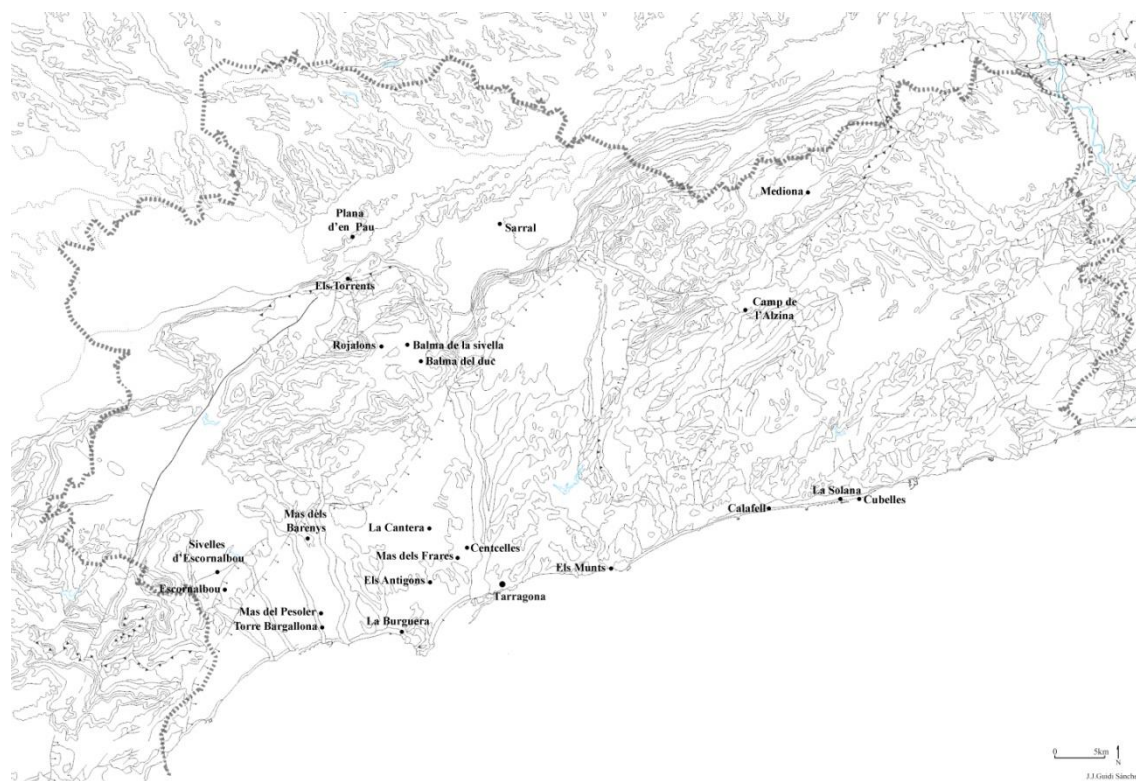 Mediona
Plana
d'en Pau
Sarral
Els Torrents
Camp de
l'Alzina
Rojalons
Balma de la sivella
Balma del duc
La Solana
Cubelles
Calafell
Mas dels
Barenys
La Cantera
Centcelles
Mas dels Frares
Sivelles
d'Escornalbou
Els Munts
Els Antigons
Escornalbou
Tarragona
Mas del Pesoler
Torre Bargallona
La Burguera
0 5km
N
J.J.Guidi